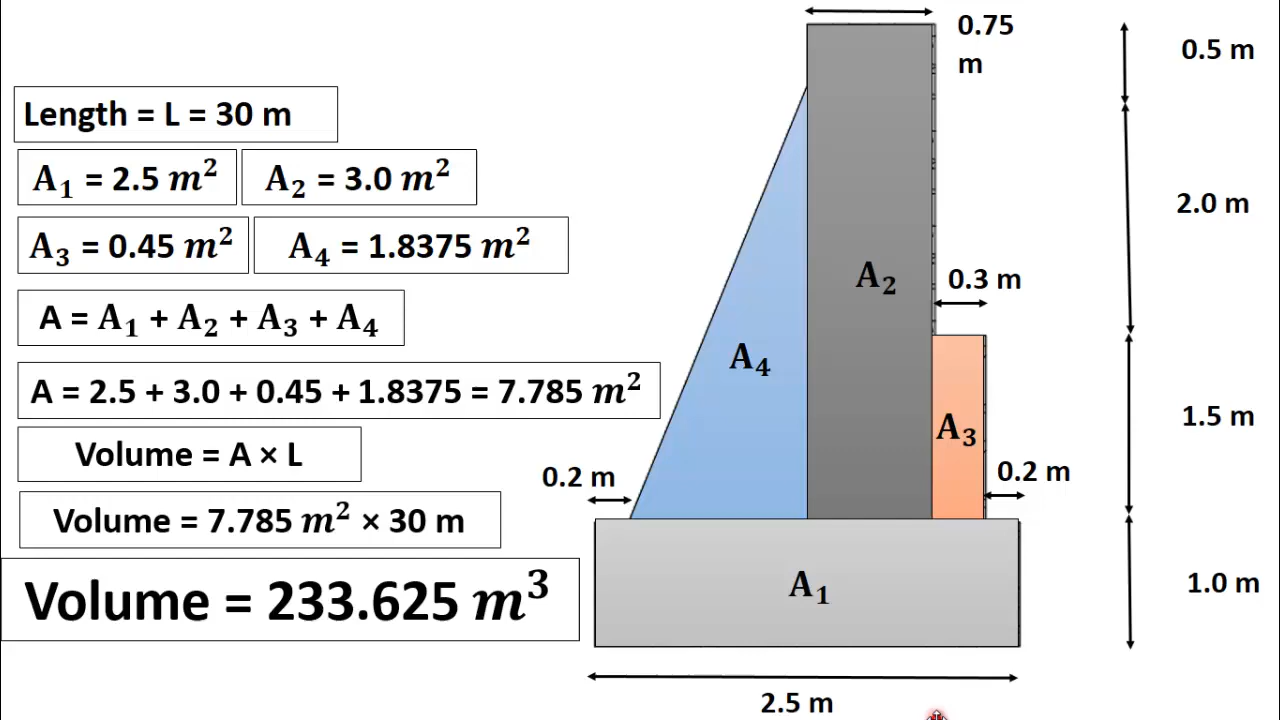 Length = L = 30 m
A₁ = 2.5 m²
A₂ = 3.0 m²
A₃ = 0.45 m²
A₄ = 1.8375 m²
A = A₁ + A₂ + A₃ + A₄
A = 2.5 + 3.0 + 0.45 + 1.8375 = 7.785 m²
Volume = A × L
Volume = 7.785 m² × 30 m
Volume = 233.625 m³
0.75
m
0.5 m
2.0 m
A₂
0.3 m
A₄
1.5 m
A₃
0.2 m
0.2 m
A₁
1.0 m
2.5 m